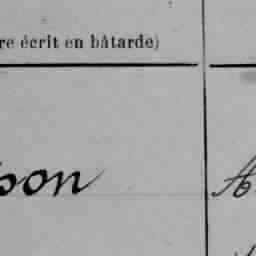 re écrit en bâtarde)
son